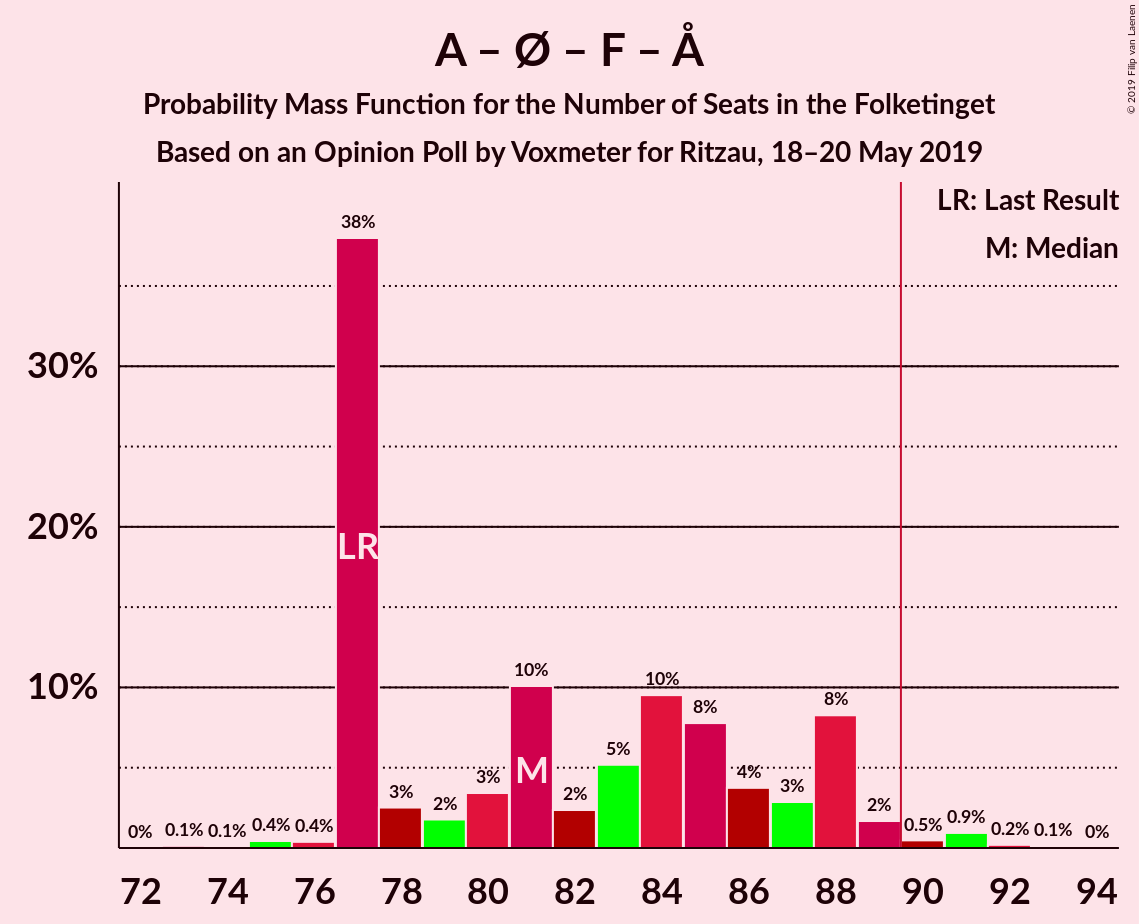 A – Ø – F – Å
Probability Mass Function for the Number of Seats in the Folketinget
Based on an Opinion Poll by Voxmeter for Ritzau, 18–20 May 2019
© 2019 Filip van Laenen
LR: Last Result
M: Median
30%
20%
10%
0%
0.1%
0.1%
0.4%
0.4%
38%
3%
2%
3%
10%
2%
5%
10%
8%
4%
3%
8%
2%
0.5%
0.9%
0.2%
0.1%
0%
LR
M
72 74 76 78 80 82 84 86 88 90 92 94